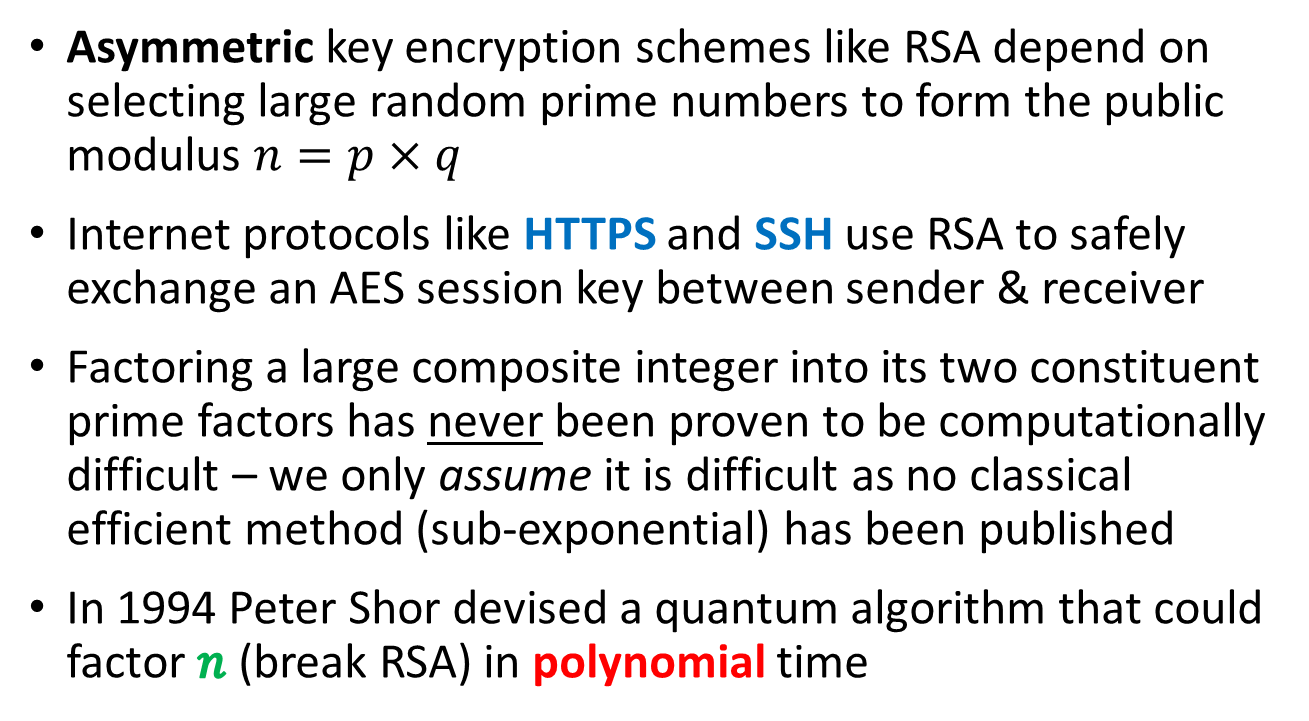 • Asymmetric key encryption schemes like RSA depend on
selecting large random prime numbers to form the public
modulus n = p × q
• Internet protocols like HTTPS and SSH use RSA to safely
exchange an AES session key between sender & receiver
• Factoring a large composite integer into its two constituent
prime factors has never been proven to be computationally
difficult – we only assume it is difficult as no classical
efficient method (sub-exponential) has been published
• In 1994 Peter Shor devised a quantum algorithm that could
factor n (break RSA) in polynomial time